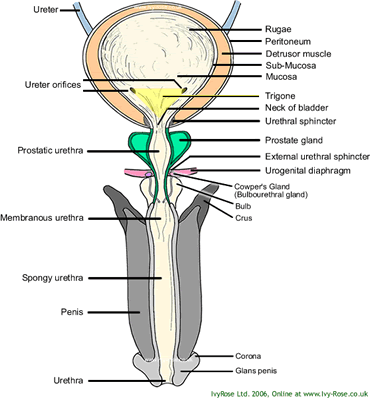 Ureter
Rugae
Peritoneum
Detrusor muscle
Sub-Mucosa
Mucosa
Ureter orifices
Trigone
Neck of bladder
Urethral sphincter
Prostate gland
Prostatic urethra
External urethral sphincter
Urogenital diaphragm
Cowper's Gland
(Bulbourethral gland)
Bulb
Membranous urethra
Crus
Spongy urethra
Penis
Corona
Glans penis
Urethra
IvyRose Ltd. 2006, Online at www.Ivy-Rose.co.uk